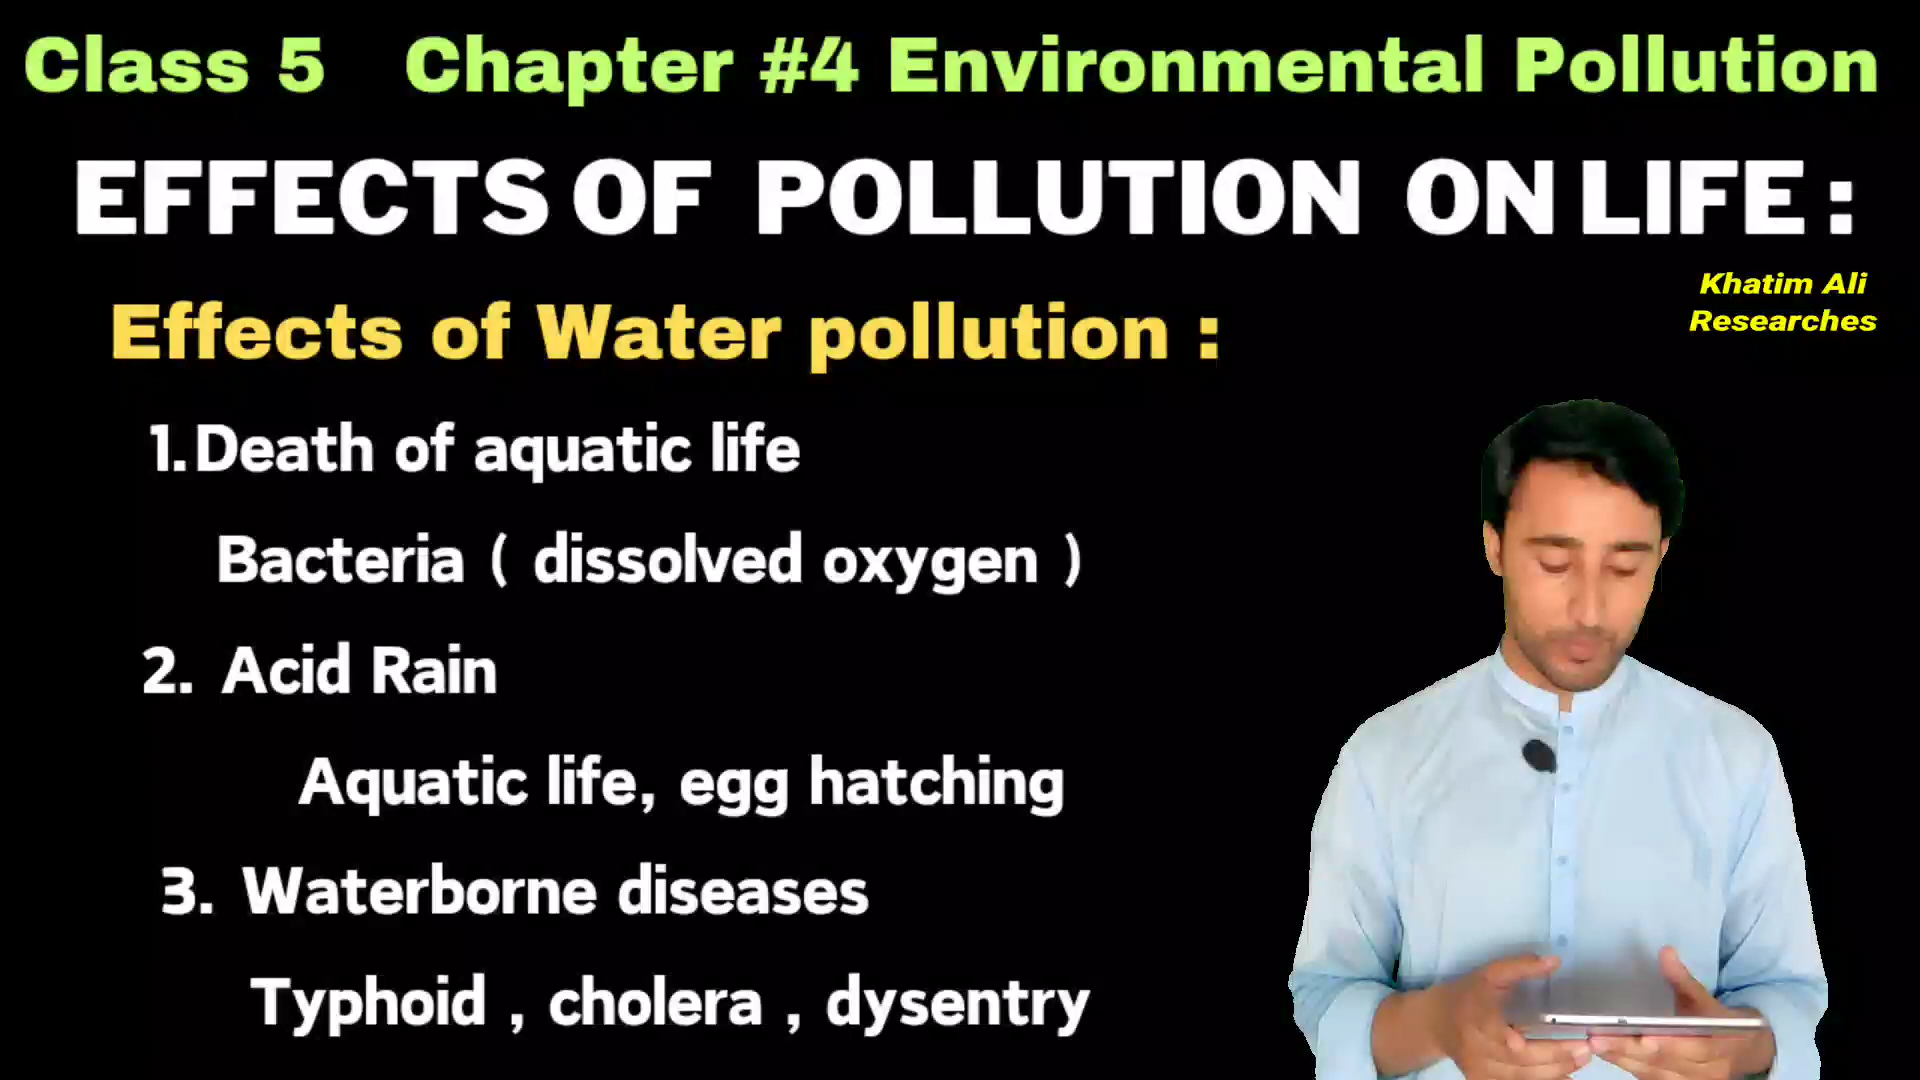 Class 5 Chapter #4 Environmental Pollution
EFFECTS OF POLLUTION ON LIFE :
Khatim Ali
Researches
Effects of Water pollution :
1.Death of aquatic life
Bacteria ( dissolved oxygen )
2. Acid Rain
Aquatic life, egg hatching
3. Waterborne diseases
Typhoid , cholera , dysentry